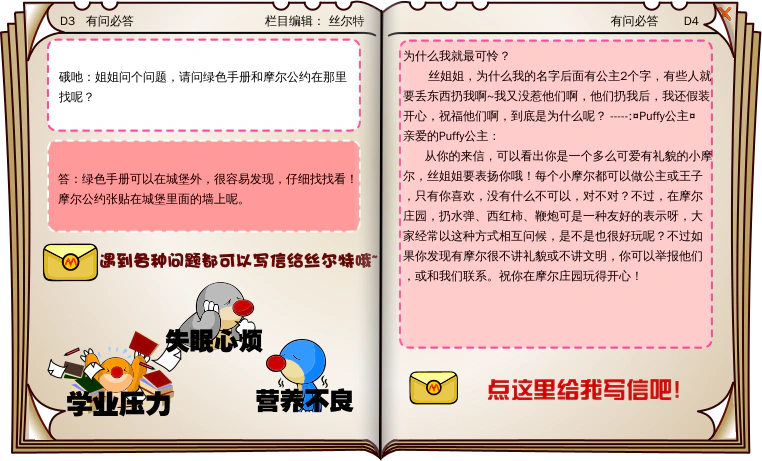 D3 有问必答 栏目编辑： 丝尔特
硪吔：姐姐问个问题，请问绿色手册和摩尔公约在那里
找呢？
答：绿色手册可以在城堡外，很容易发现，仔细找找看！
摩尔公约张贴在城堡里面的墙上呢。
遇到各种问题都可以写信给丝尔特哦~
失眠心烦
学业压力
营养不良
有问必答 D4
为什么我就最可怜？
丝姐姐，为什么我的名字后面有公主2个字，有些人就
要丢东西扔我啊~我又没惹他们啊，他们扔我后，我还假装
开心，祝福他们啊，到底是为什么呢？ -----:¤Puffy公主¤
亲爱的Puffy公主：
从你的来信，可以看出你是一个多么可爱有礼貌的小摩
尔，丝姐姐要表扬你哦！每个小摩尔都可以做公主或王子
，只有你喜欢，没有什么不可以，对不对？不过，在摩尔
庄园，扔水弹、西红柿、鞭炮可是一种友好的表示呀，大
家经常以这种方式相互问候，是不是也很好玩呢？不过如
果你发现有摩尔很不讲礼貌或不讲文明，你可以举报他们
，或和我们联系。祝你在摩尔庄园玩得开心！
点这里给我写信吧!